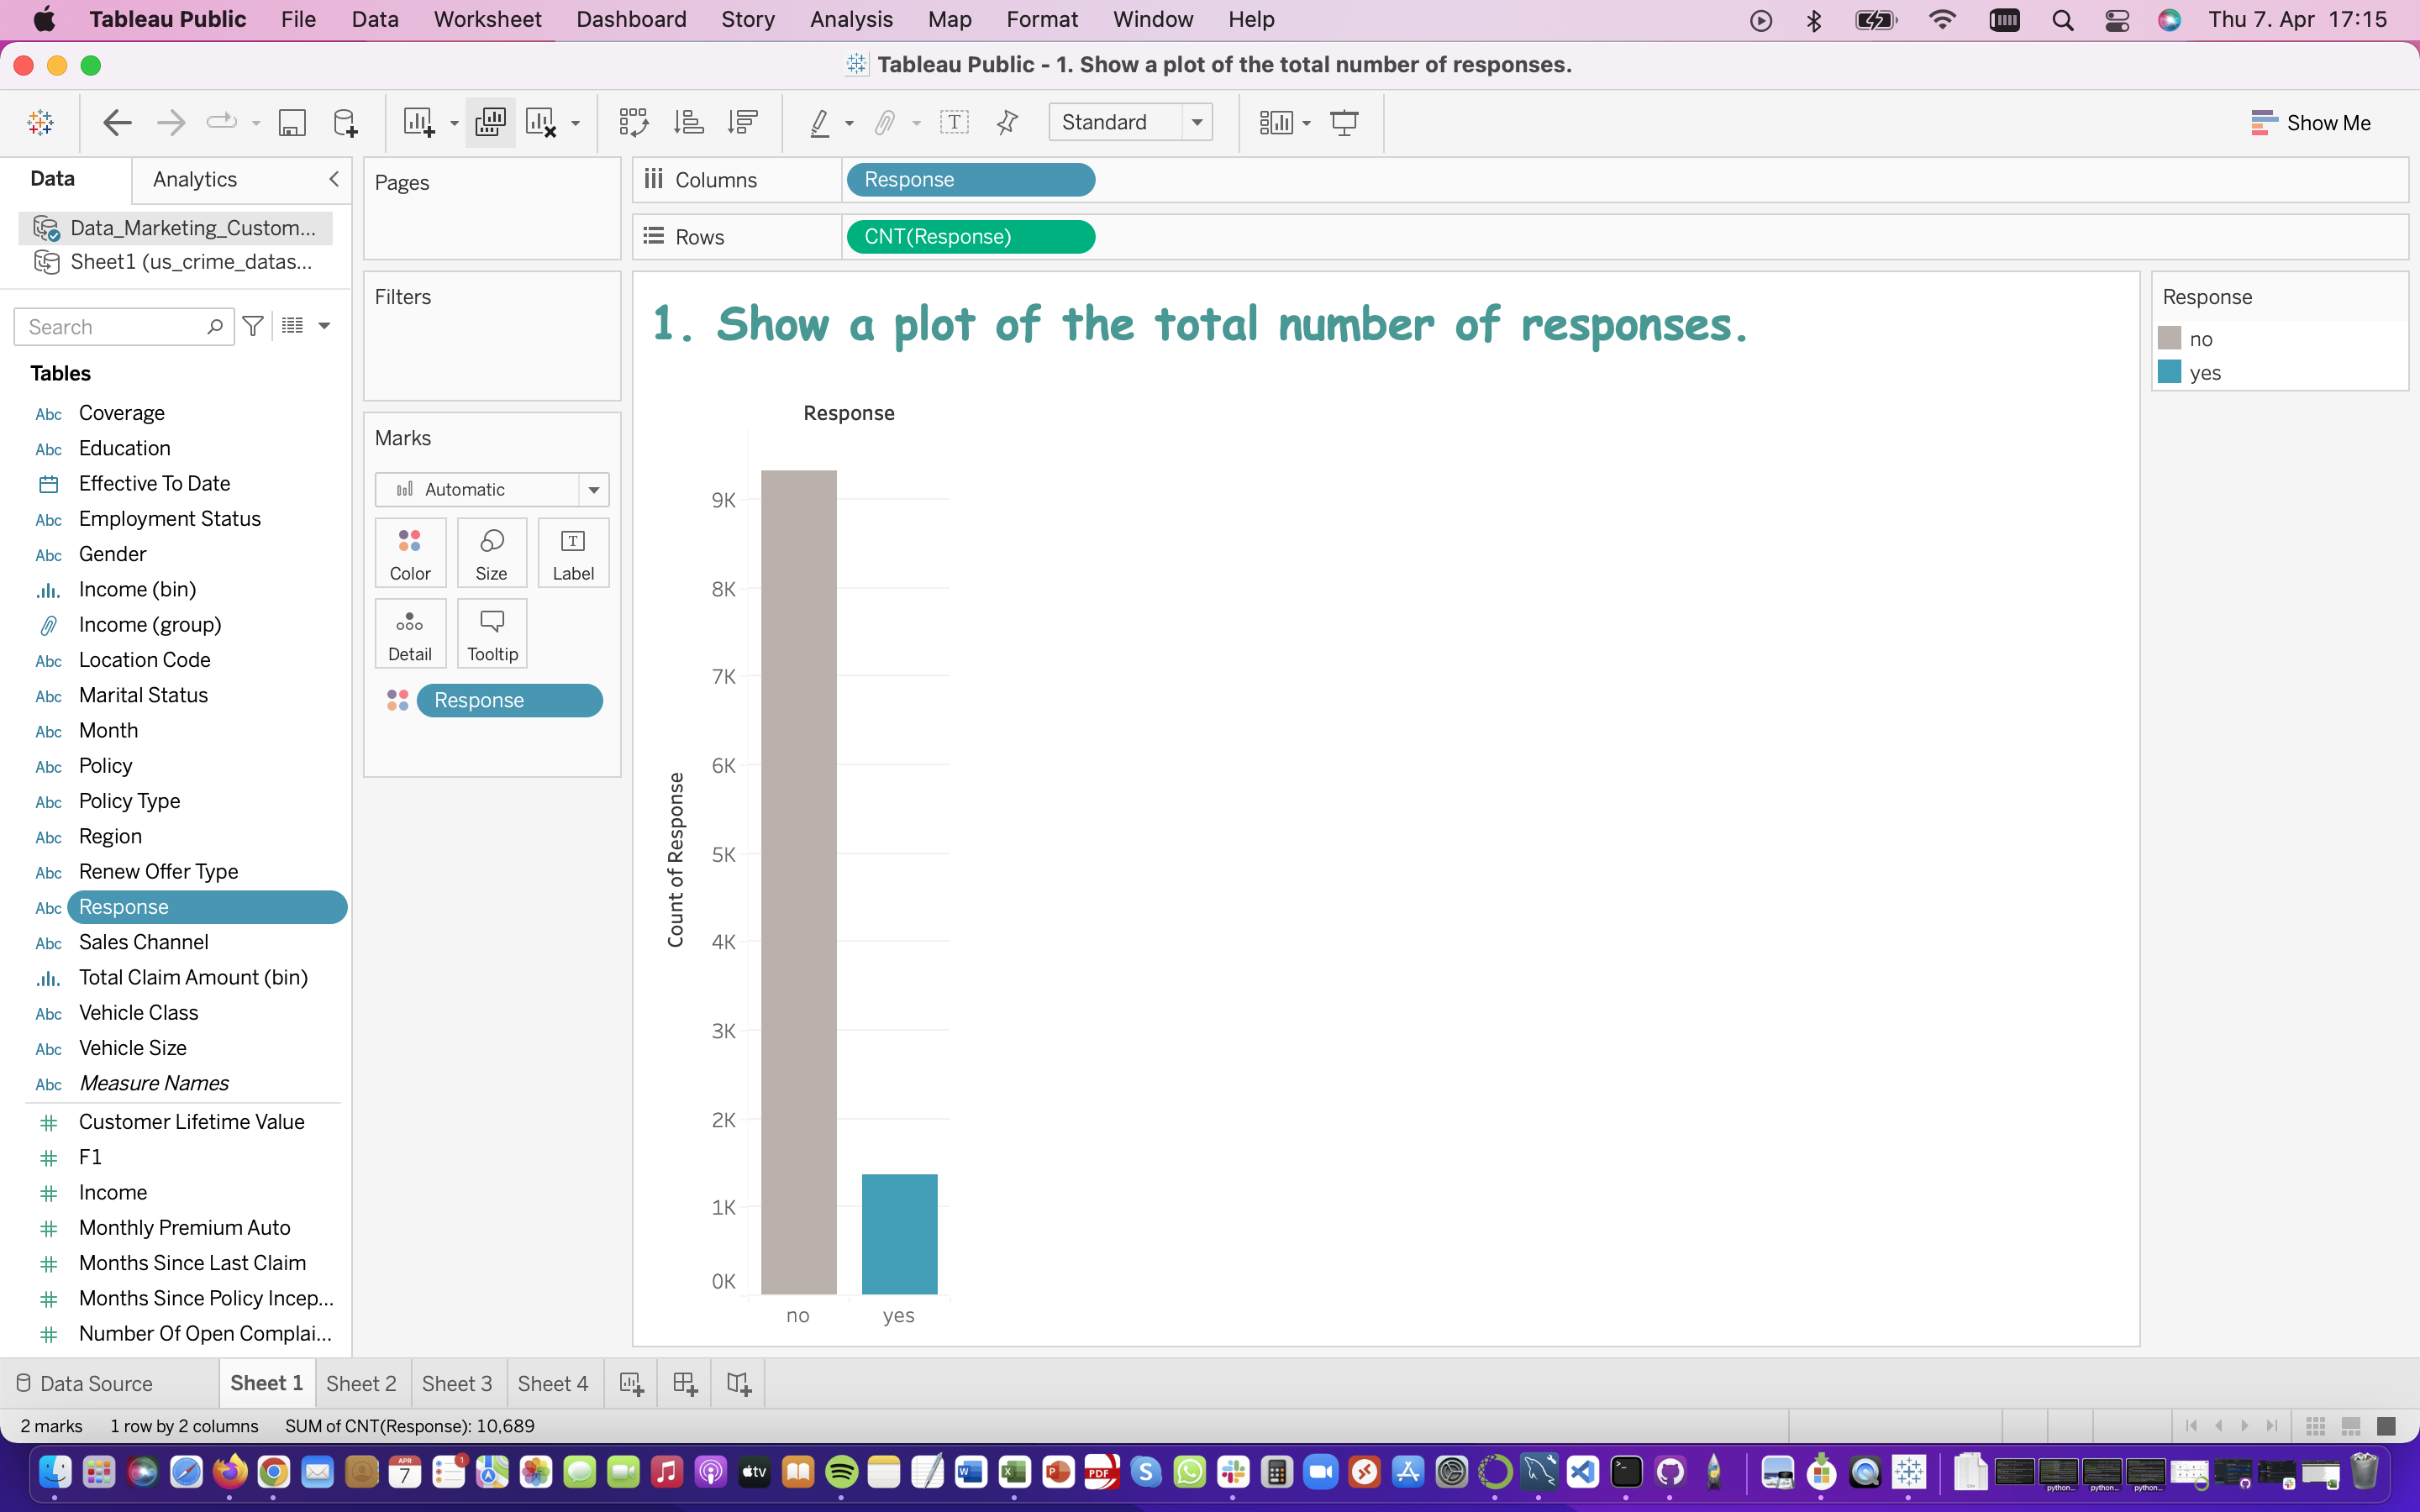 Tableau Public File Data Worksheet Dashboard Story Analysis Map Format Window Help Thu 7. Apr 17:15
Tableau Public - 1. Show a plot of the total number of responses.
Standard
Show Me
Data Analytics
Data_Marketing_Custom...
Sheet1 (us_crime_datas...
Search
Tables
Abc Coverage
Abc Education
Effective To Date
Abc Employment Status
Abc Gender
Income (bin)
Income (group)
Abc Location Code
Abc Marital Status
Abc Month
Abc Policy
Abc Policy Type
Abc Region
Abc Renew Offer Type
Abc Response
Abc Sales Channel
Total Claim Amount (bin)
Abc Vehicle Class
Abc Vehicle Size
Abc Measure Names
# Customer Lifetime Value
# F1
# Income
# Monthly Premium Auto
# Months Since Last Claim
# Months Since Policy Incep...
# Number Of Open Complai...
Pages
Filters
Marks
Automatic
Color Size Label
Detail Tooltip
Response
Columns Response
Rows CNT(Response)
1. Show a plot of the total number of responses.
Response
Count of Response
9K
8K
7K
6K
5K
4K
3K
2K
1K
0K
no yes
Response
no
yes
Data Source Sheet 1 Sheet 2 Sheet 3 Sheet 4
2 marks 1 row by 2 columns SUM of CNT(Response): 10,689
APR
7
1
tv
W
X
P
PDF
S
python...
python...
python...